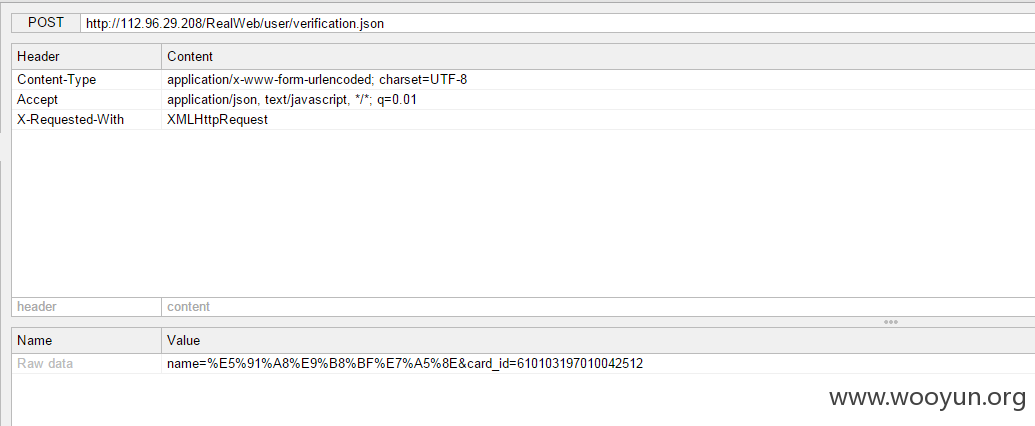 POST http://112.96.29.208/RealWeb/user/verification.json
Header Content
Content-Type application/x-www-form-urlencoded; charset=UTF-8
Accept application/json, text/javascript, */*; q=0.01
X-Requested-With XMLHttpRequest
header content
Name Value
Raw data name=%E5%91%A8%E9%B8%BF%E7%A5%8E&card_id=610103197010042512
www.wooyun.org